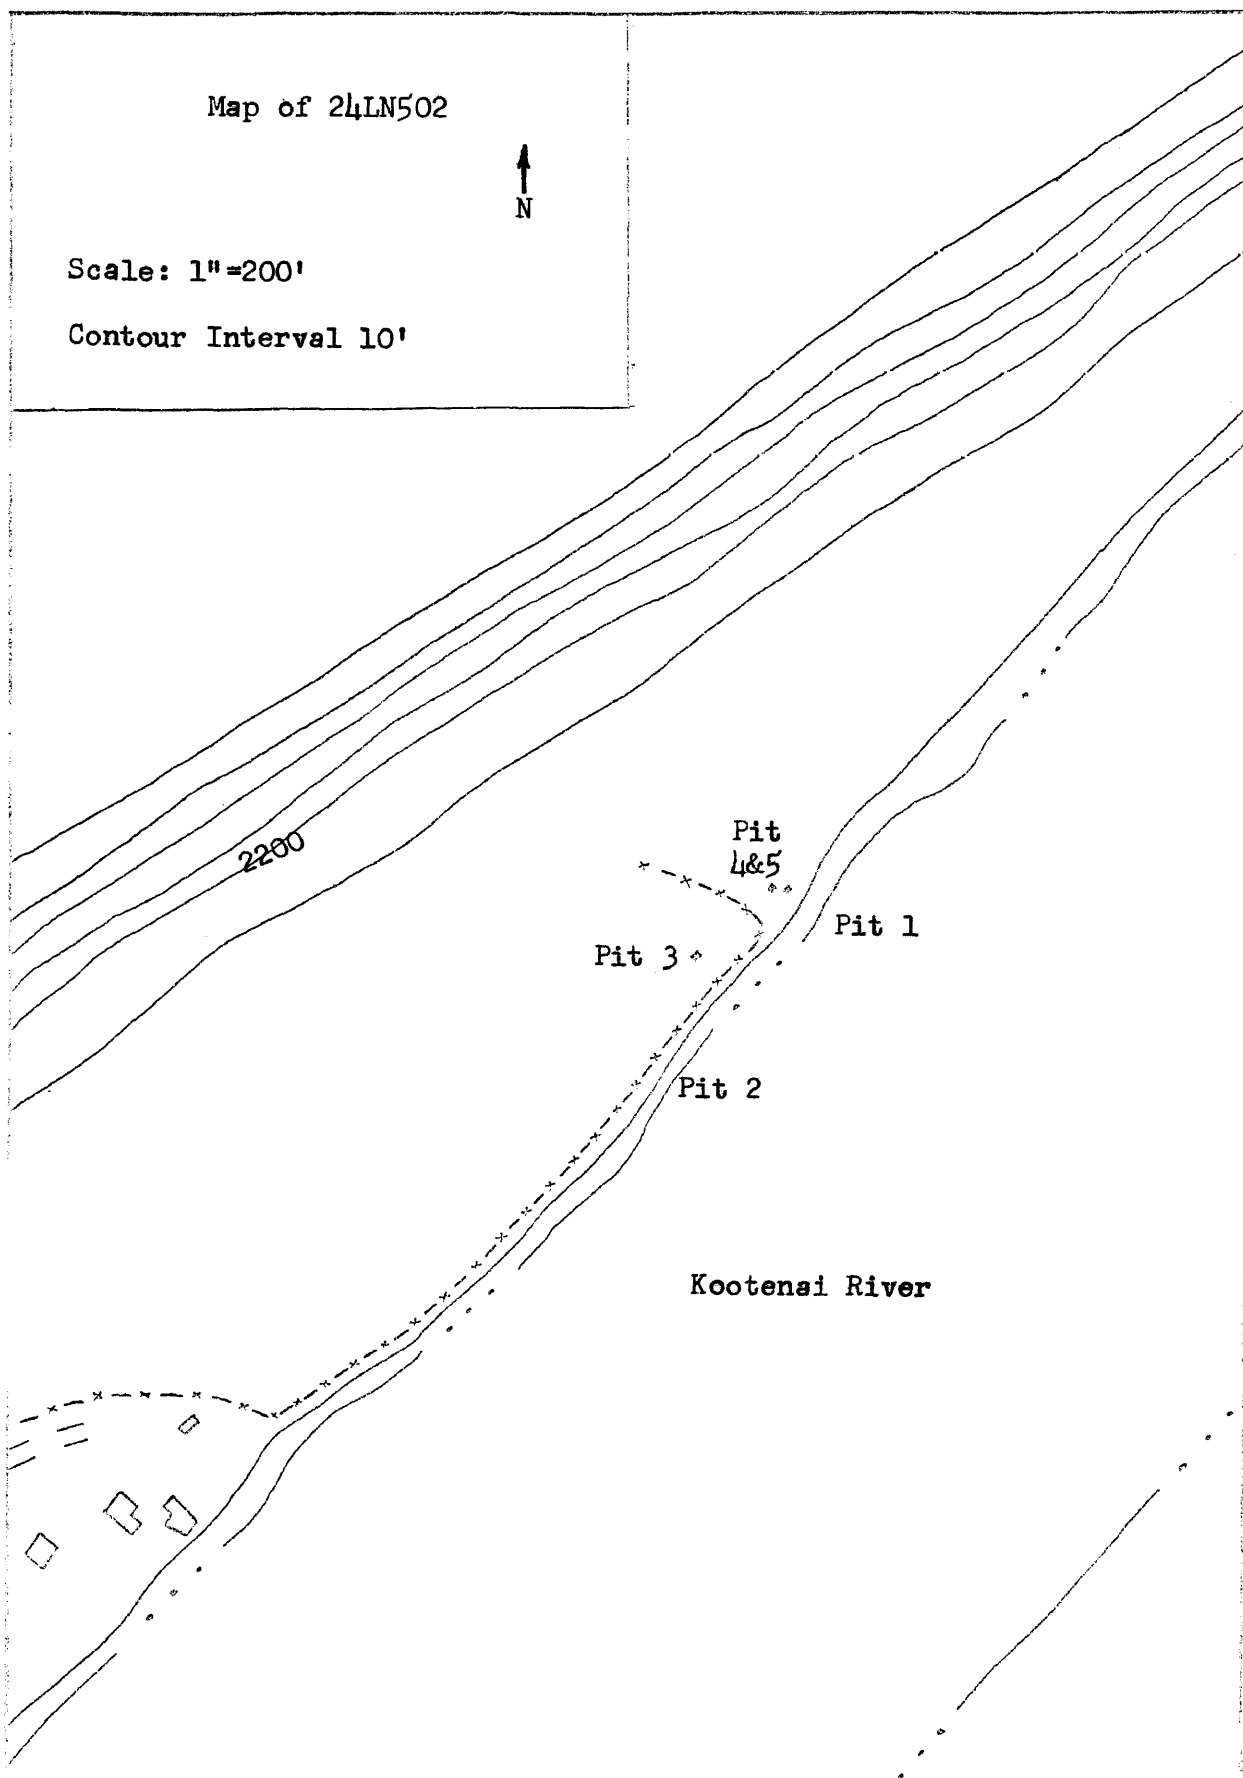 Map of 24LN502
N
Scale: 1"=200'
Contour Interval 10'
2200
Pit
4&5
Pit 1
Pit 3
Pit 2
Kootenai River